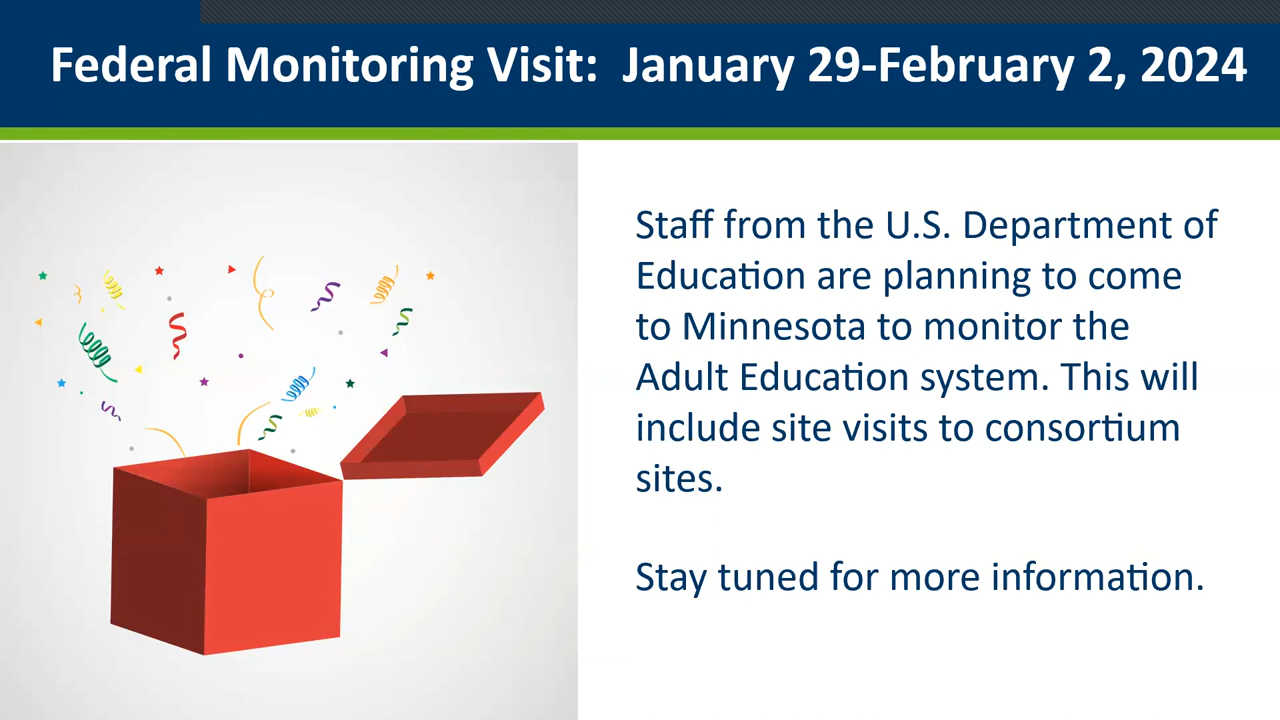 Federal Monitoring Visit:  January 29-February 2, 2024
Staff from the U.S. Department of
Education are planning to come
to Minnesota to monitor the
Adult Education system. This will
include site visits to consortium
sites.
Stay tuned for more information.